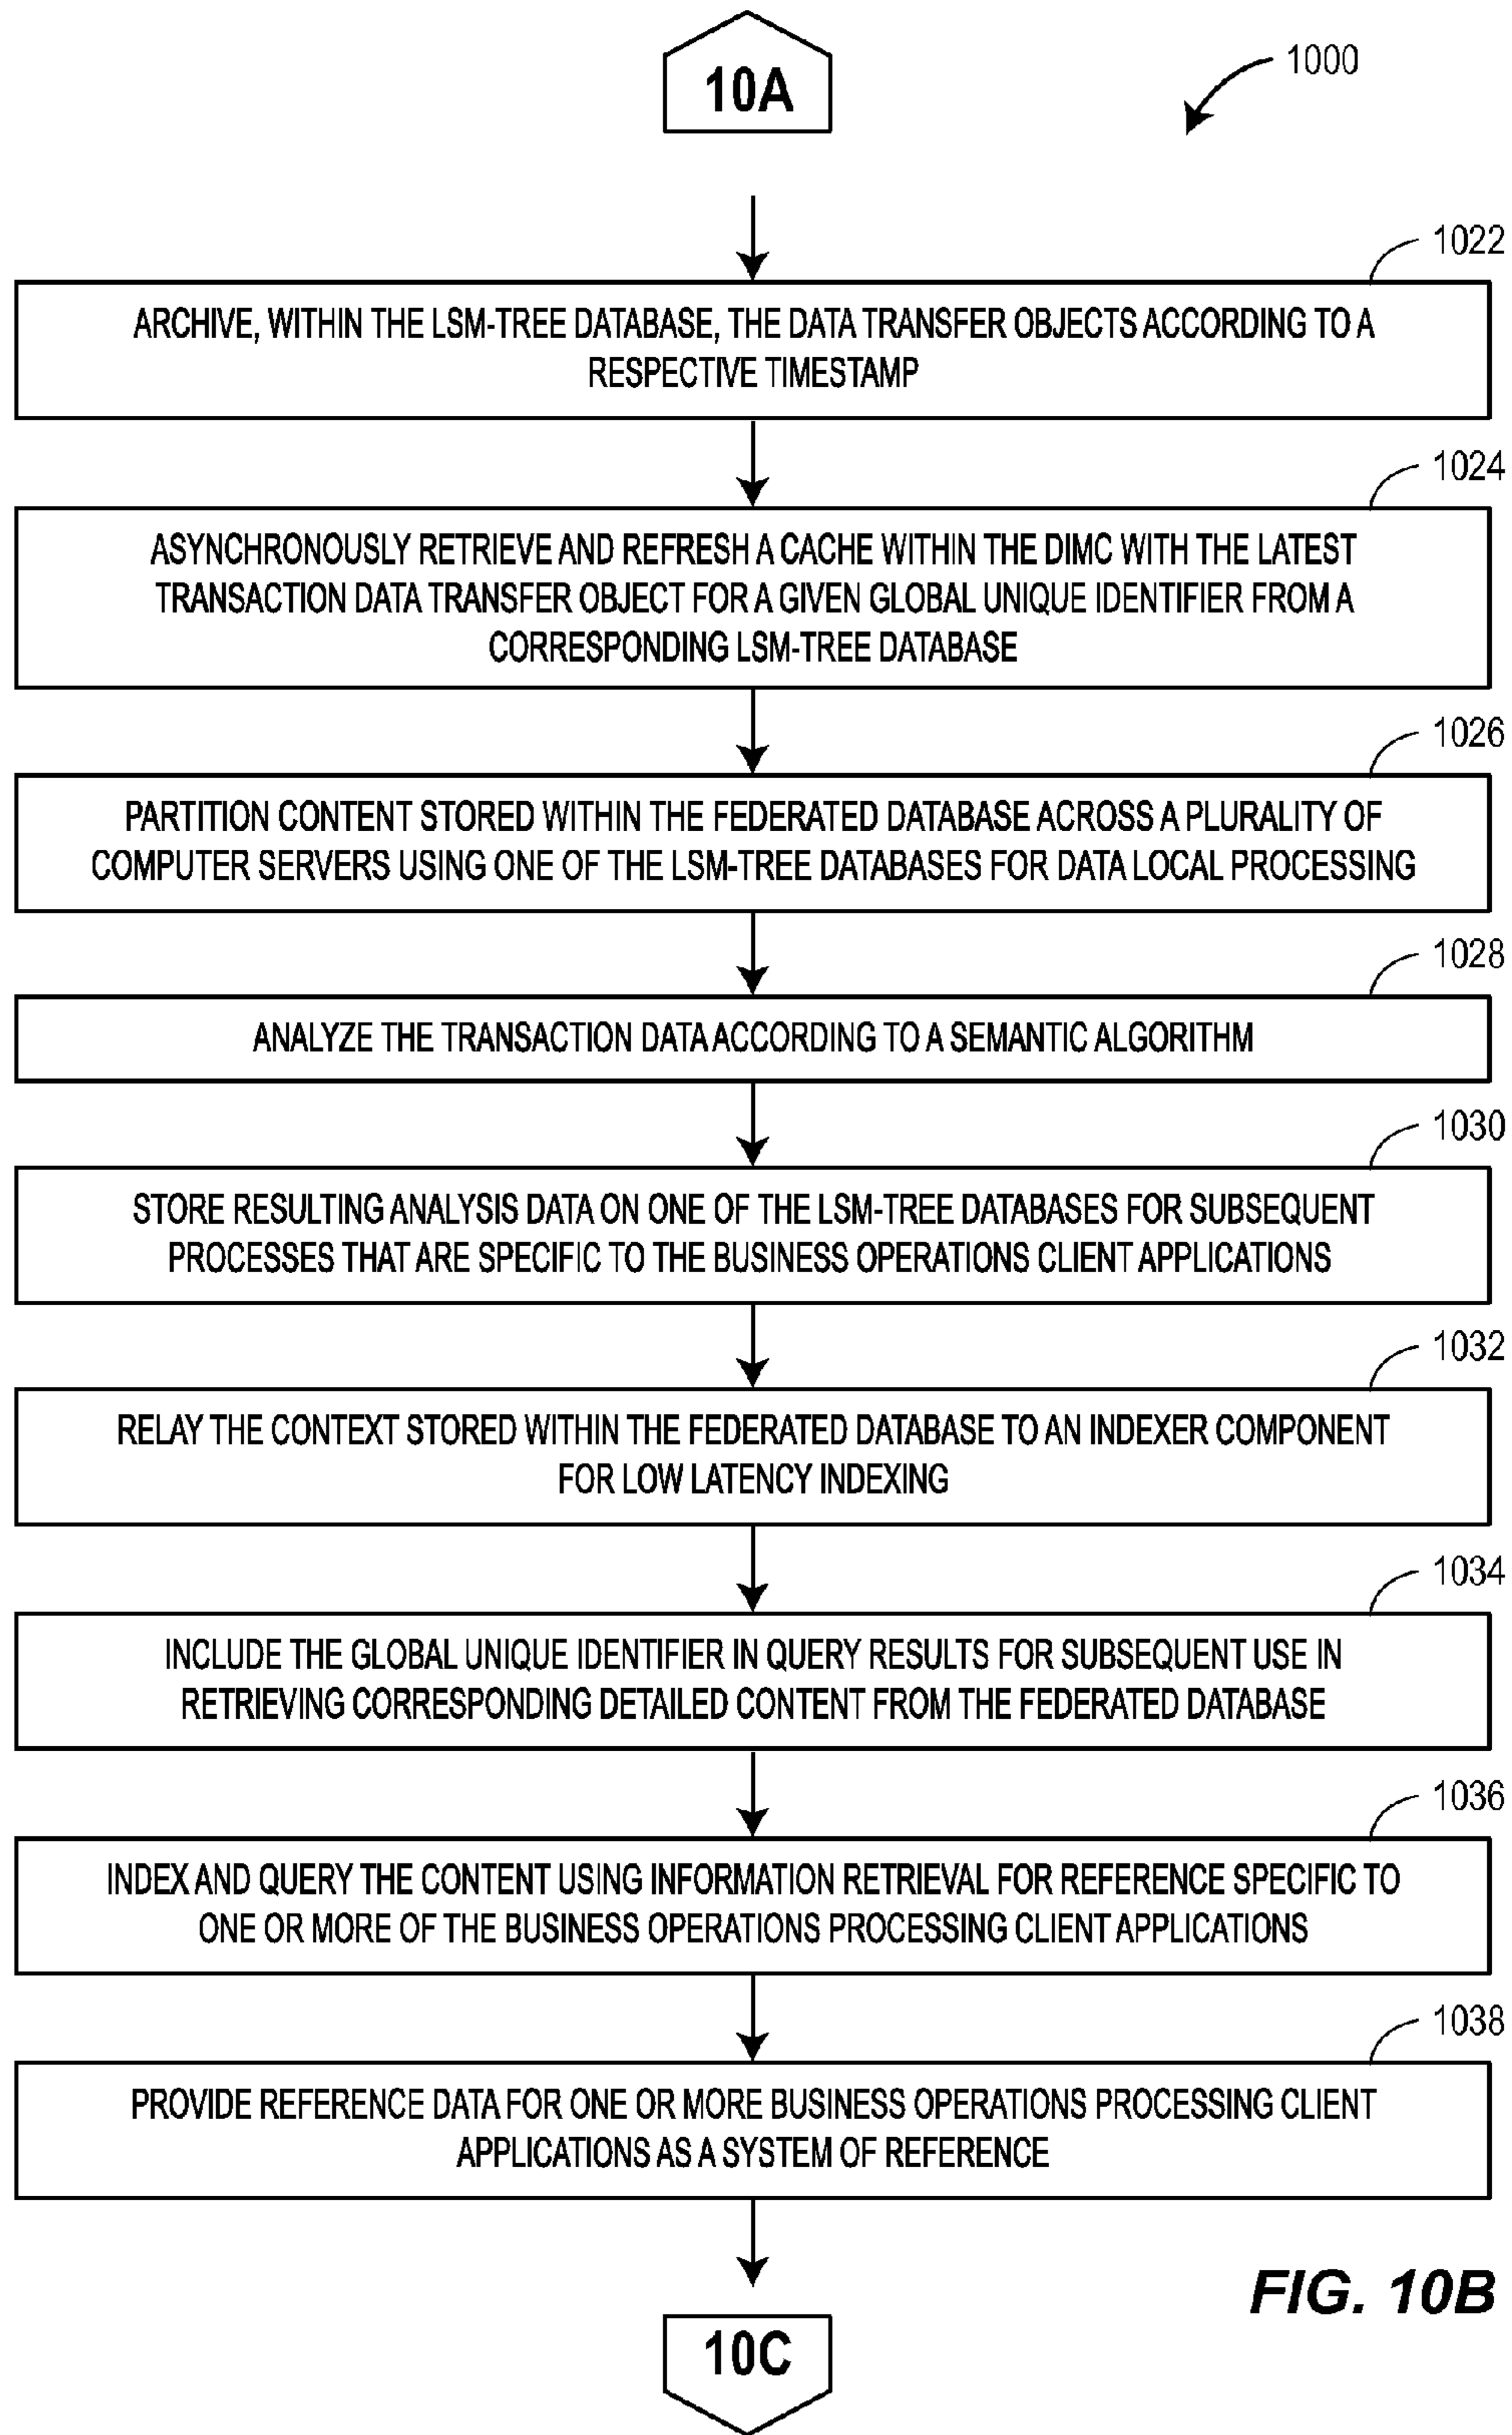 10A
1000
1022
ARCHIVE, WITHIN THE LSM-TREE DATABASE, THE DATA TRANSFER OBJECTS ACCORDING TO A
RESPECTIVE TIMESTAMP
1024
ASYNCHRONOUSLY RETRIEVE AND REFRESH A CACHE WITHIN THE DIMC WITH THE LATEST
TRANSACTION DATA TRANSFER OBJECT FOR A GIVEN GLOBAL UNIQUE IDENTIFIER FROM A
CORRESPONDING LSM-TREE DATABASE
1026
PARTITION CONTENT STORED WITHIN THE FEDERATED DATABASE ACROSS A PLURALITY OF
COMPUTER SERVERS USING ONE OF THE LSM-TREE DATABASES FOR DATA LOCAL PROCESSING
1028
ANALYZE THE TRANSACTION DATA ACCORDING TO A SEMANTIC ALGORITHM
1030
STORE RESULTING ANALYSIS DATA ON ONE OF THE LSM-TREE DATABASES FOR SUBSEQUENT
PROCESSES THAT ARE SPECIFIC TO THE BUSINESS OPERATIONS CLIENT APPLICATIONS
1032
RELAY THE CONTEXT STORED WITHIN THE FEDERATED DATABASE TO AN INDEXER COMPONENT
FOR LOW LATENCY INDEXING
1034
INCLUDE THE GLOBAL UNIQUE IDENTIFIER IN QUERY RESULTS FOR SUBSEQUENT USE IN
RETRIEVING CORRESPONDING DETAILED CONTENT FROM THE FEDERATED DATABASE
1036
INDEX AND QUERY THE CONTENT USING INFORMATION RETRIEVAL FOR REFERENCE SPECIFIC TO
ONE OR MORE OF THE BUSINESS OPERATIONS PROCESSING CLIENT APPLICATIONS
1038
PROVIDE REFERENCE DATA FOR ONE OR MORE BUSINESS OPERATIONS PROCESSING CLIENT
APPLICATIONS AS A SYSTEM OF REFERENCE
FIG. 10B
10C